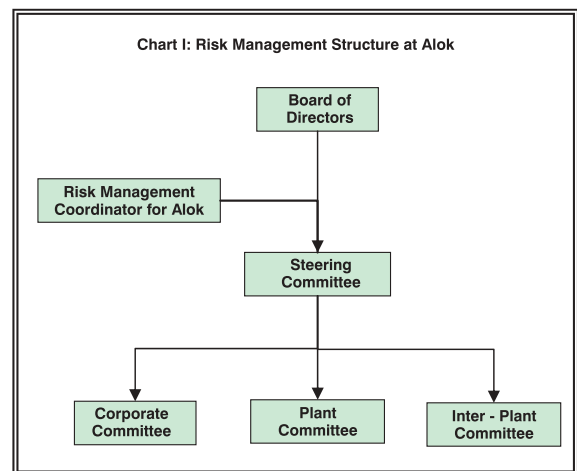 Chart I: Risk Management Structure at Alok
Board of
Directors
Risk Management
Coordinator for Alok
Steering
Committee
Corporate
Committee
Plant
Committee
Inter - Plant
Committee